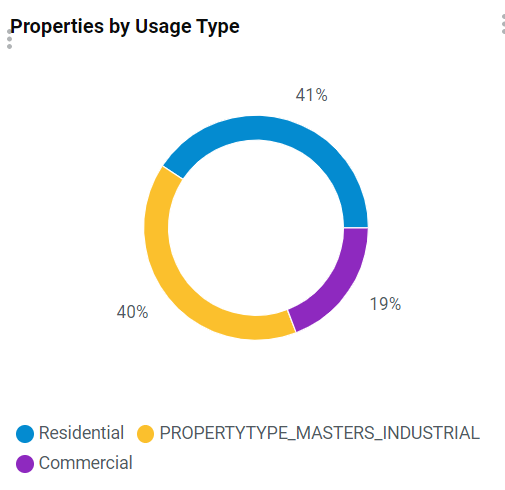 Properties by Usage Type
41%
40%
19%
Residential PROPERTYTYPE_MASTERS_INDUSTRIAL
Commercial